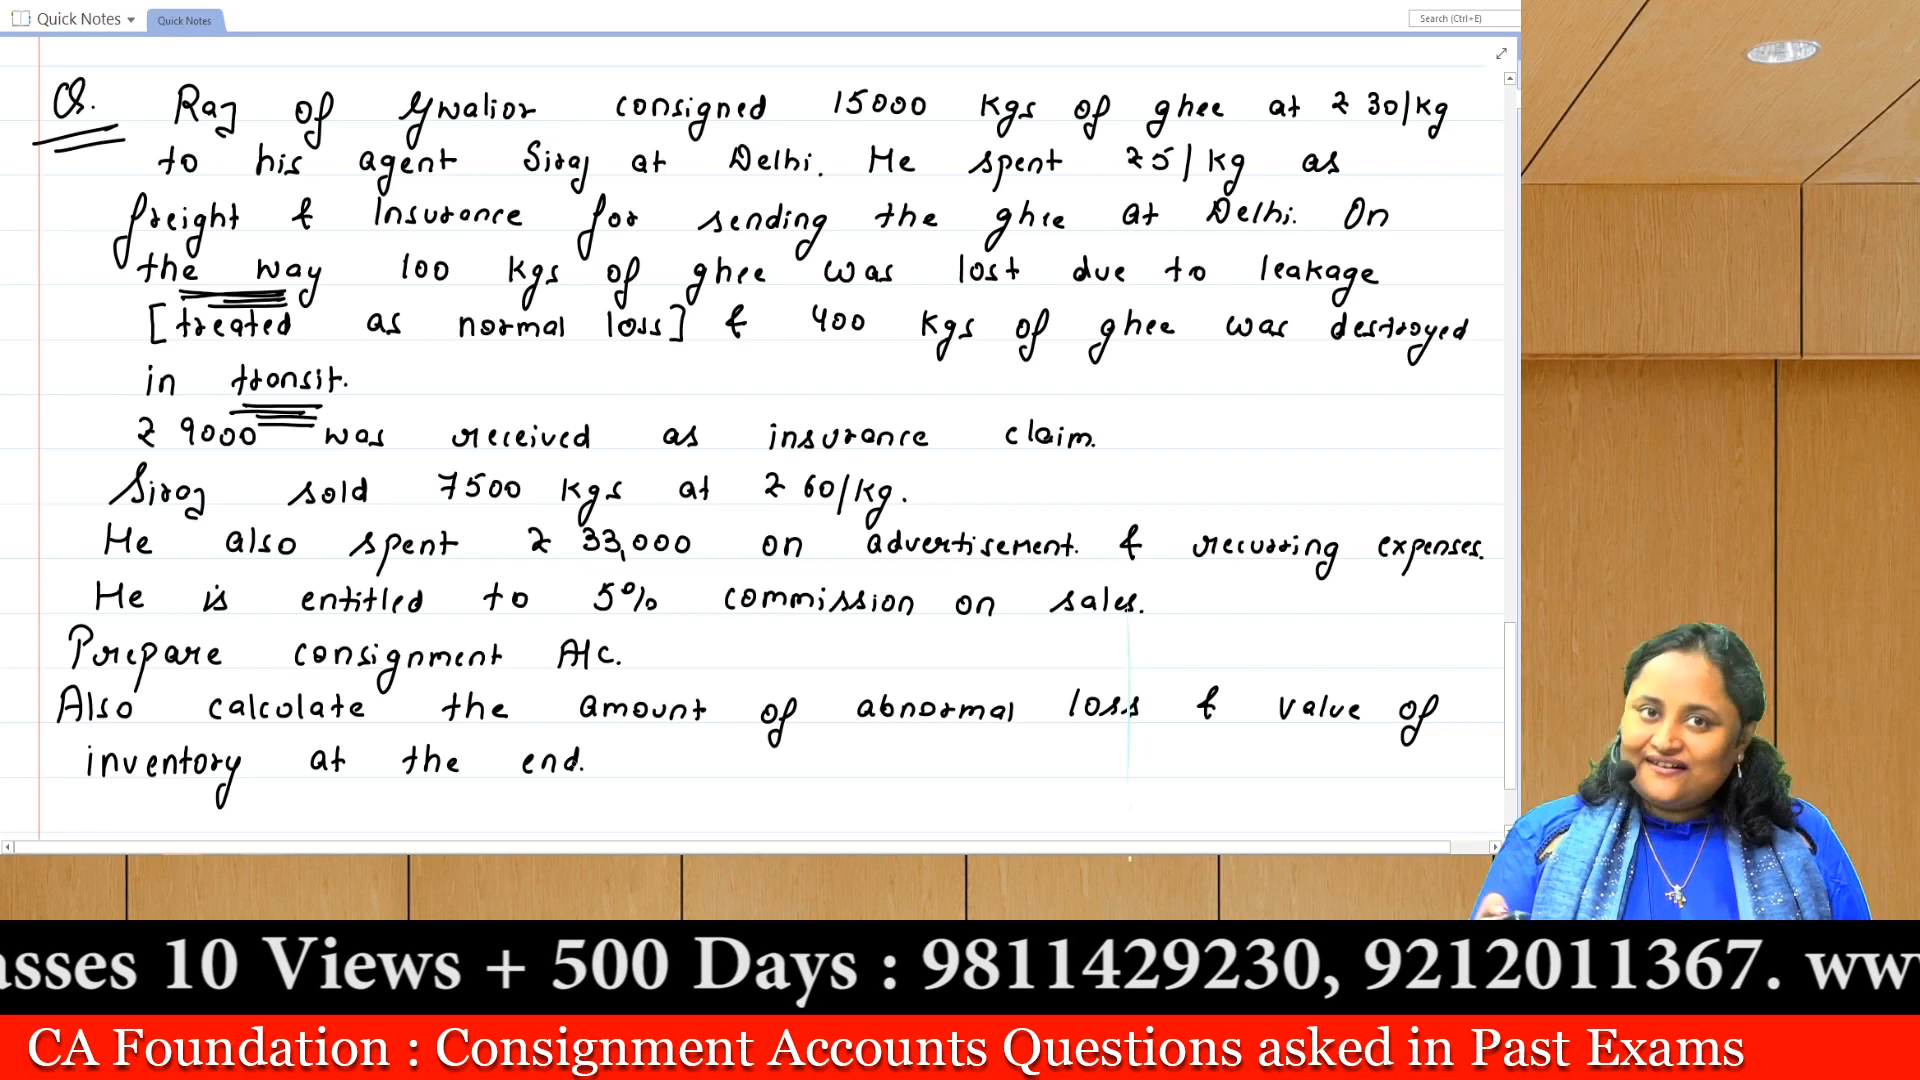 Quick Notes
Quick Notes
Search (Ctrl+E)
Q. Raj of Gwalior consigned 15000 kgs of ghee at ₹ 30/kg
to his agent Siraj at Delhi. He spent ₹5/kg as
freight & Insurance for sending the ghee at Delhi. On
the way 100 kgs of ghee was lost due to leakage
[treated as normal loss] & 400 kgs of ghee was destroyed
in transit.
₹ 9000 was received as insurance claim.
Siraj sold 7500 kgs at ₹ 60/kg.
He also spent ₹ 33,000 on advertisement & recurring expenses.
He is entitled to 5% commission on sales.
Prepare consignment A/c.
Also calculate the amount of abnormal loss & value of
inventory at the end.
asses 10 Views + 500 Days : 9811429230, 9212011367. ww
CA Foundation : Consignment Accounts Questions asked in Past Exams